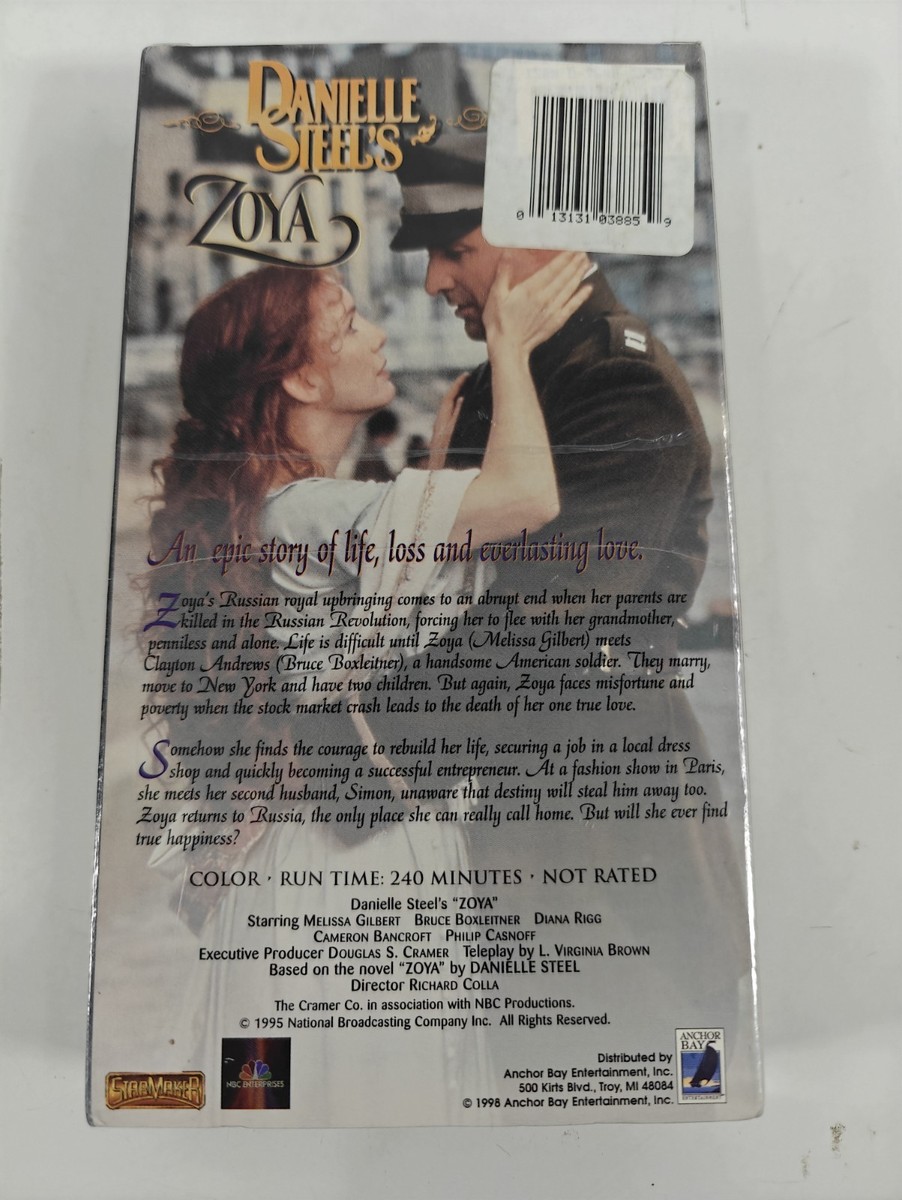 DANIELLE
STEEL'S
ZOYA
0 13131 03885 9
An epic story of life, loss and everlasting love.
Zoya's Russian royal upbringing comes to an abrupt end when her parents are
killed in the Russian Revolution, forcing her to flee with her grandmother,
penniless and alone. Life is difficult until Zoya (Melissa Gilbert) meets
Clayton Andrews (Bruce Boxleitner), a handsome American soldier. They marry,
move to New York and have two children. But again, Zoya faces misfortune and
poverty when the stock market crash leads to the death of her one true love.
Somehow she finds the courage to rebuild her life, securing a job in a local dress
shop and quickly becoming a successful entrepreneur. At a fashion show in Paris,
she meets her second husband, Simon, unaware that destiny will steal him away too.
Zoya returns to Russia, the only place she can really call home. But will she ever find
true happiness?
COLOR · RUN TIME: 240 MINUTES · NOT RATED
Danielle Steel's "ZOYA"
Starring MELISSA GILBERT BRUCE BOXLEITNER DIANA RIGG
CAMERON BANCROFT PHILIP CASNOFF
Executive Producer DOUGLAS S. CRAMER Teleplay by L. VIRGINIA BROWN
Based on the novel "ZOYA" by DANIELLE STEEL
Director RICHARD COLLA
The Cramer Co. in association with NBC Productions.
© 1995 National Broadcasting Company Inc. All Rights Reserved.
STARMAKER
NBC ENTERPRISES
Distributed by
Anchor Bay Entertainment, Inc.
500 Kirts Blvd., Troy, MI 48084
© 1998 Anchor Bay Entertainment, Inc.
ANCHOR
BAY
ENTERTAINMENT